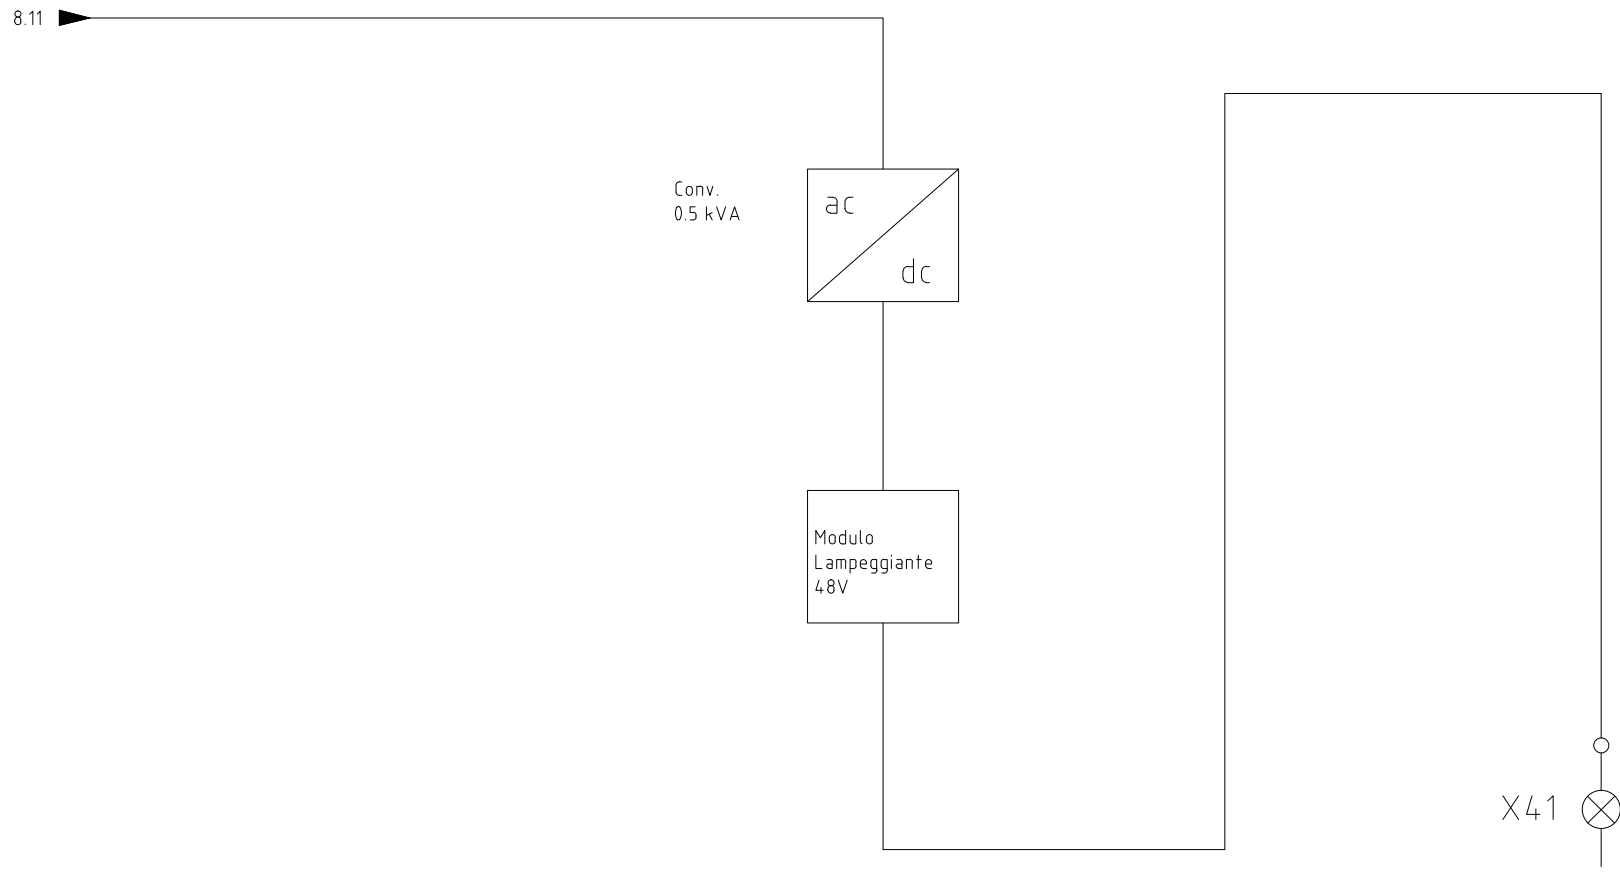 8.11
Conv.
0.5 kVA
ac
dc
Modulo
Lampeggiante
48V
X41